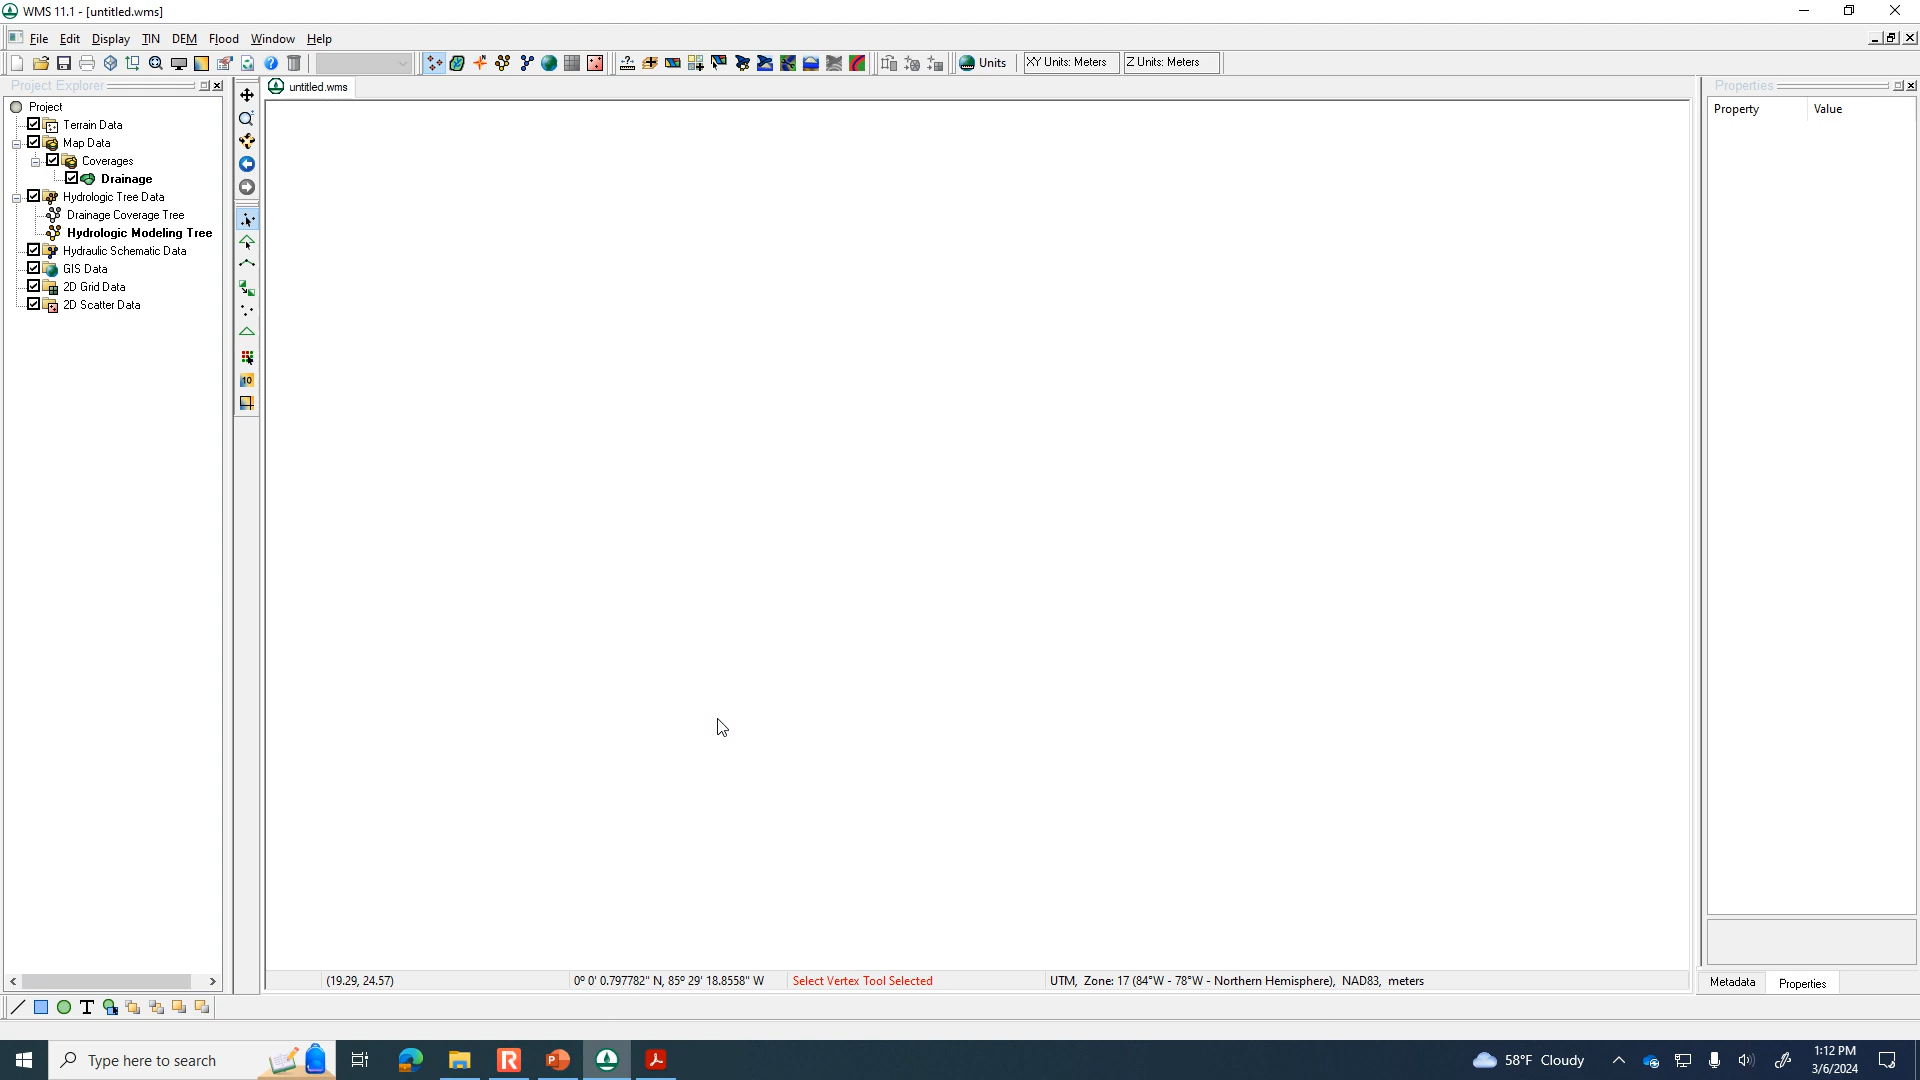 WMS 11.1 - [untitled.wms]
File Edit Display TIN DEM Flood Window Help
Units XY Units: Meters Z Units: Meters
Project Explorer
untitled.wms
Properties
Project
Terrain Data
Map Data
Coverages
Drainage
Hydrologic Tree Data
Drainage Coverage Tree
Hydrologic Modeling Tree
Hydraulic Schematic Data
GIS Data
2D Grid Data
2D Scatter Data
10
Property Value
(19.29, 24.57) 0º 0' 0.797782" N, 85º 29' 18.8558" W Select Vertex Tool Selected UTM, Zone: 17 (84°W - 78°W - Northern Hemisphere), NAD83, meters
Metadata Properties
T
Type here to search
R
P
58°F Cloudy
1:12 PM
3/6/2024